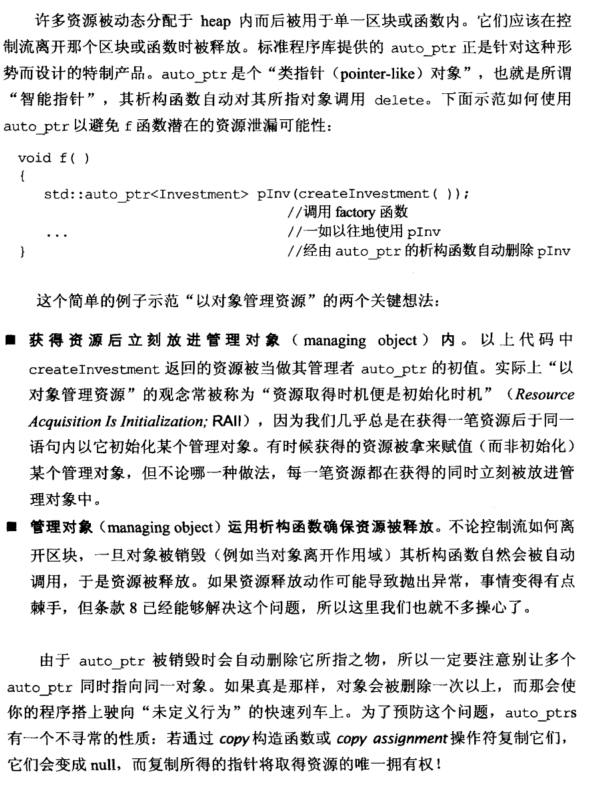 许多资源被动态分配于 heap 内而后被用于单一区块或函数内。它们应该在控
制流离开那个区块或函数时被释放。标准程序库提供的 auto_ptr 正是针对这种形
势而设计的特制产品。auto_ptr 是个“类指针（pointer-like）对象”，也就是所谓
“智能指针”，其析构函数自动对其所指对象调用 delete。下面示范如何使用
auto_ptr 以避免 f 函数潜在的资源泄漏可能性：
void f( )
{
std::auto_ptr<Investment> pInv(createInvestment( ));
//调用 factory 函数
... //一如以往地使用 pInv
} //经由 auto_ptr 的析构函数自动删除 pInv
这个简单的例子示范“以对象管理资源”的两个关键想法：
■ 获得资源后立刻放进管理对象（managing object）内。以上代码中
createInvestment 返回的资源被当做其管理者 auto_ptr 的初值。实际上“以
对象管理资源”的观念常被称为“资源取得时机便是初始化时机”（Resource
Acquisition Is Initialization; RAII），因为我们几乎总是在获得一笔资源后于同一
语句内以它初始化某个管理对象。有时候获得的资源被拿来赋值（而非初始化）
某个管理对象，但不论哪一种做法，每一笔资源都在获得的同时立刻被放进管
理对象中。
■ 管理对象（managing object）运用析构函数确保资源被释放。不论控制流如何离
开区块，一旦对象被销毁（例如当对象离开作用域）其析构函数自然会被自动
调用，于是资源被释放。如果资源释放动作可能导致抛出异常，事情变得有点
棘手，但条款 8 已经能够解决这个问题，所以这里我们也就不多操心了。
由于 auto_ptr 被销毁时会自动删除它所指之物，所以一定要注意别让多个
auto_ptr 同时指向同一对象。如果真是那样，对象会被删除一次以上，而那会使
你的程序搭上驶向“未定义行为”的快速列车上。为了预防这个问题，auto_ptrs
有一个不寻常的性质：若通过 copy 构造函数或 copy assignment 操作符复制它们，
它们会变成 null，而复制所得的指针将取得资源的唯一拥有权！